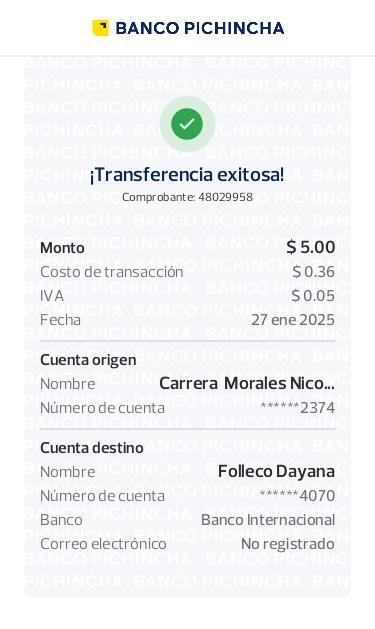 BANCO PICHINCHA
¡Transferencia exitosa!
Comprobante: 48029958
Monto $ 5.00
Costo de transacción $ 0.36
IVA $ 0.05
Fecha 27 ene 2025
Cuenta origen
Nombre Carrera Morales Nico...
Número de cuenta ******2374
Cuenta destino
Nombre Folleco Dayana
Número de cuenta ******4070
Banco Banco Internacional
Correo electrónico No registrado